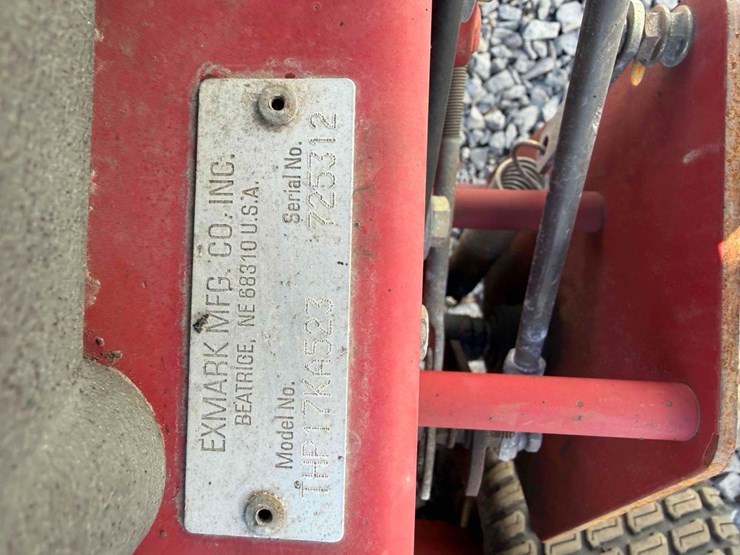 EXMARK MFG. CO. INC.
BEATRICE, NE 68310 U.S.A.
Model No. Serial No.
THP17KA523 725312